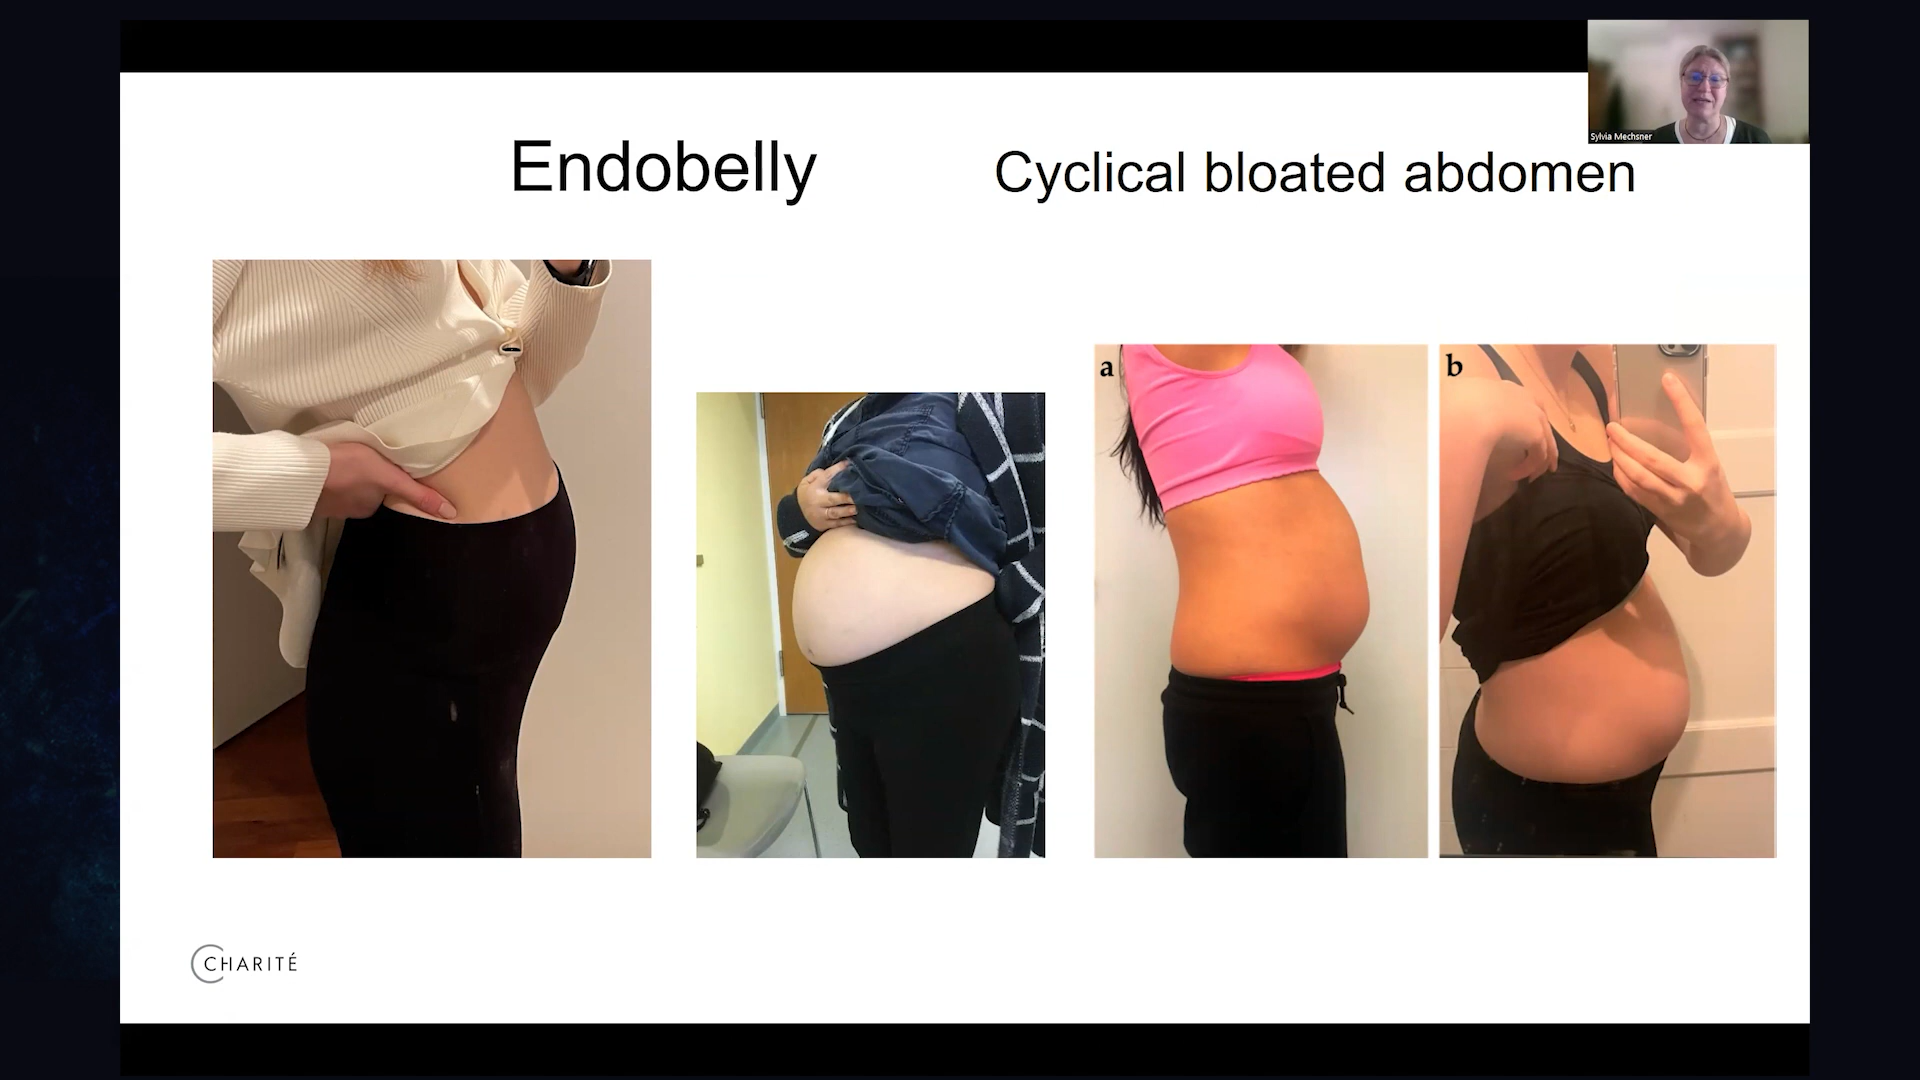 Sylvia Mechsner
Endobelly
Cyclical bloated abdomen
a
b
CHARITÉ